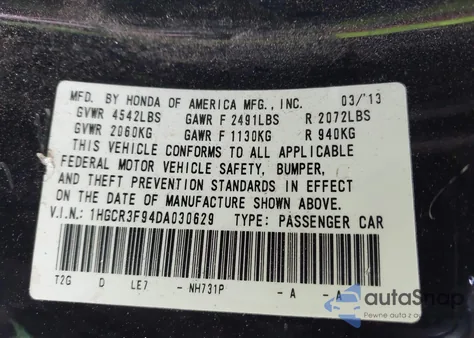 MFD. BY HONDA OF AMERICA MFG., INC. 03/'13
GVWR 4542LBS GAWR F 2491LBS R 2072LBS
GVWR 2060KG GAWR F 1130KG R 940KG
THIS VEHICLE CONFORMS TO ALL APPLICABLE
FEDERAL MOTOR VEHICLE SAFETY, BUMPER,
AND THEFT PREVENTION STANDARDS IN EFFECT
ON THE DATE OF MANUFACTURE SHOWN ABOVE.
V.I.N.: 1HGCR3F94DA030629 TYPE: PASSENGER CAR
T2G D LE7 - NH731P - A - A
autoSnap
Pewne auta z